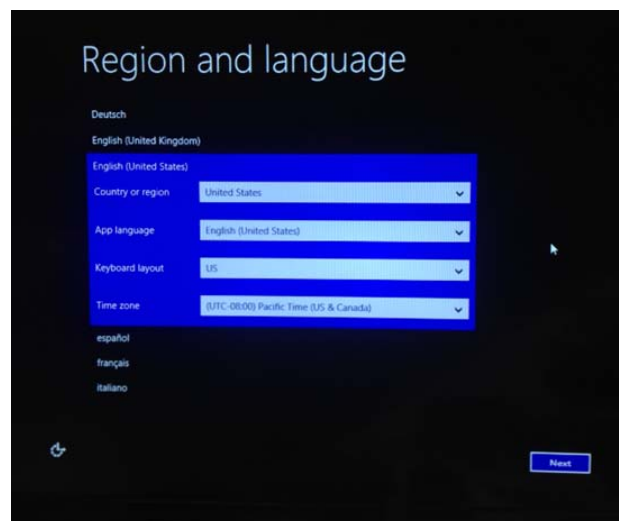 Region and language
Deutsch
English (United Kingdom)
English (United States)
Country or region United States
App language English (United States)
Keyboard layout US
Time zone (UTC-08:00) Pacific Time (US & Canada)
español
français
italiano
Next